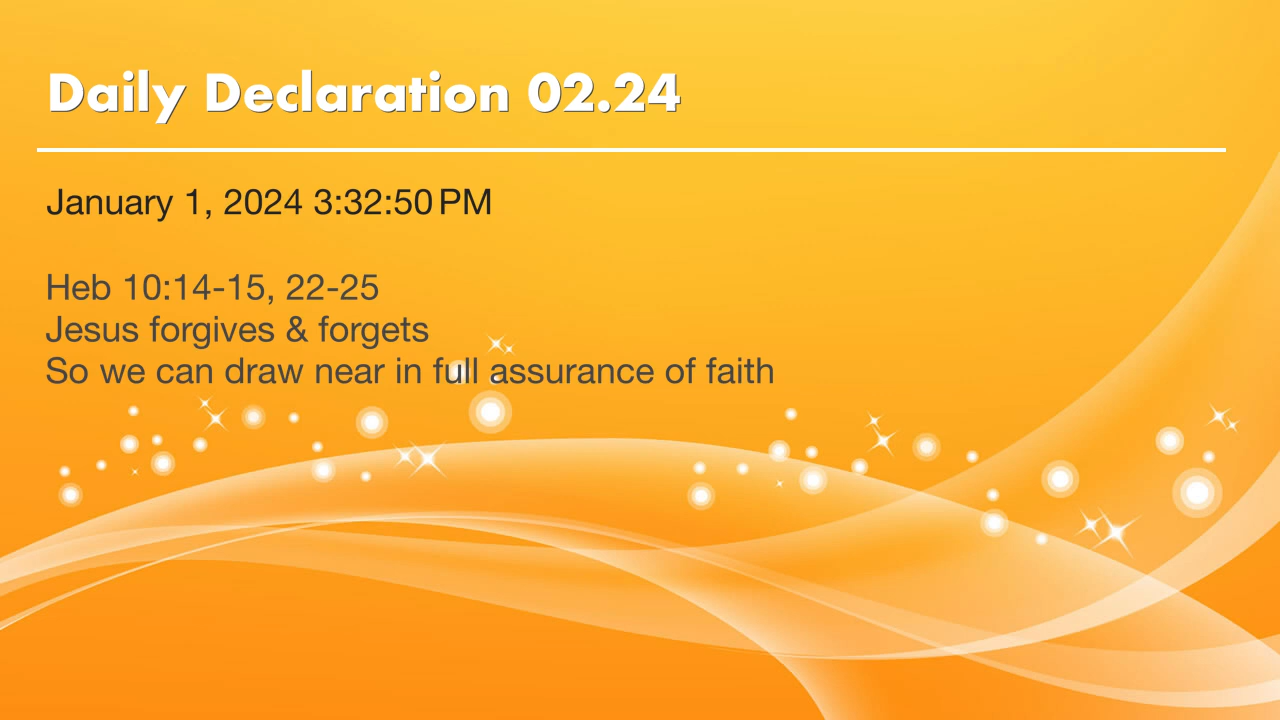 Daily Declaration 02.24
January 1, 2024 3:32:50 PM
Heb 10:14-15, 22-25
Jesus forgives & forgets
So we can draw near in full assurance of faith